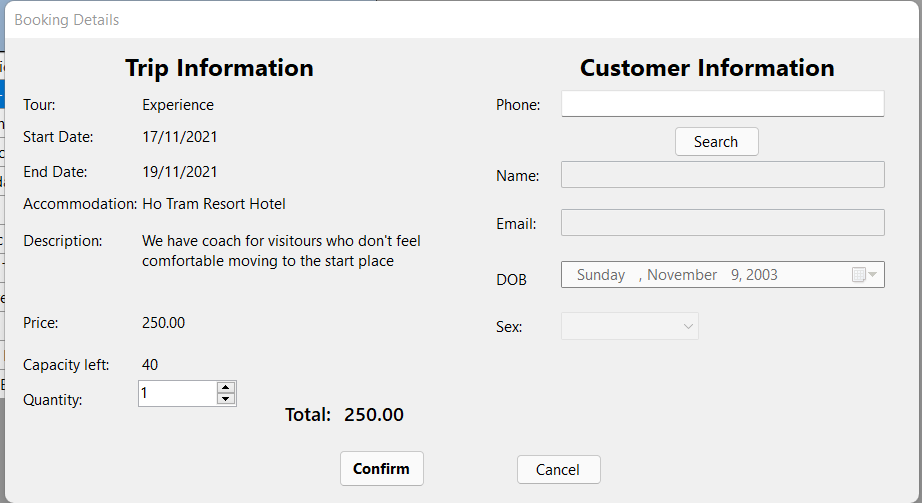 Booking Details
Trip Information
Customer Information
Tour: Experience
Phone:
Start Date: 17/11/2021
Search
End Date: 19/11/2021
Name:
Accommodation: Ho Tram Resort Hotel
Email:
Description: We have coach for visitours who don't feel
comfortable moving to the start place
DOB Sunday , November 9, 2003
Price: 250.00
Sex:
Capacity left: 40
Quantity: 1
Total: 250.00
Confirm
Cancel